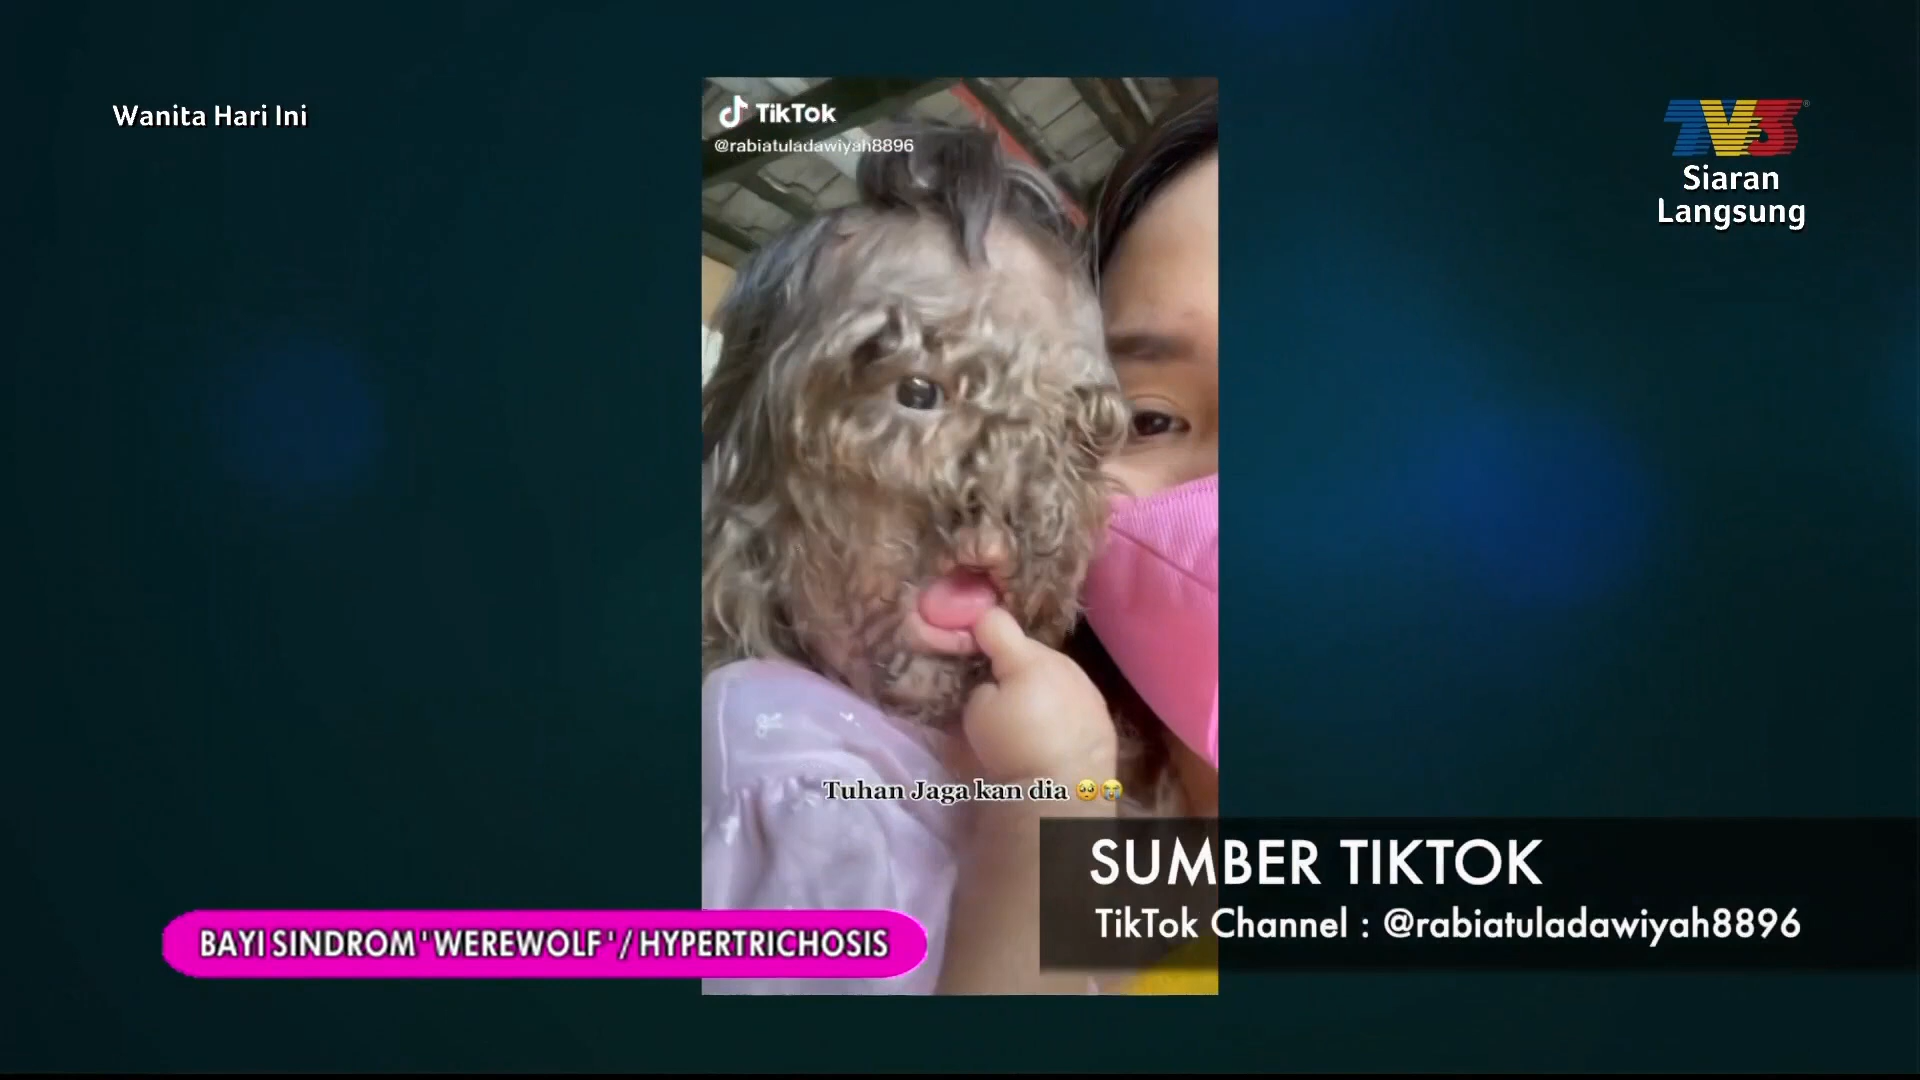 Wanita Hari Ini
TV3
Siaran
Langsung
TikTok
@rabiatuladawiyah8896
Tuhan Jaga kan dia 🥺😭
SUMBER TIKTOK
TikTok Channel : @rabiatuladawiyah8896
BAYI SINDROM 'WEREWOLF' / HYPERTRICHOSIS